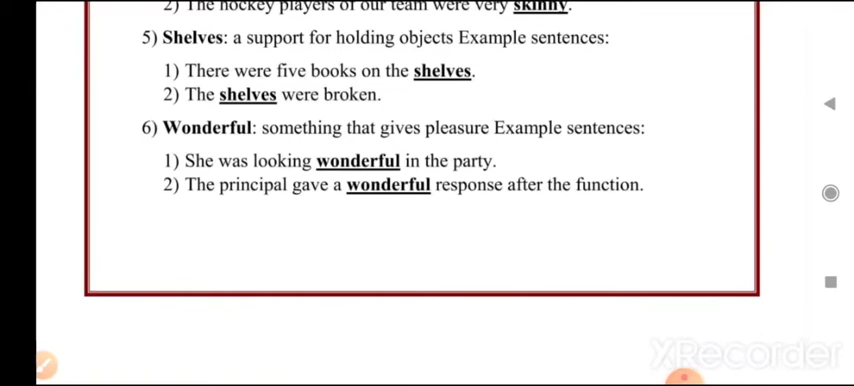 2) The hockey players of our team were very skinny.
5) Shelves: a support for holding objects Example sentences:
1) There were five books on the shelves.
2) The shelves were broken.
6) Wonderful: something that gives pleasure Example sentences:
1) She was looking wonderful in the party.
2) The principal gave a wonderful response after the function.
XRecorder